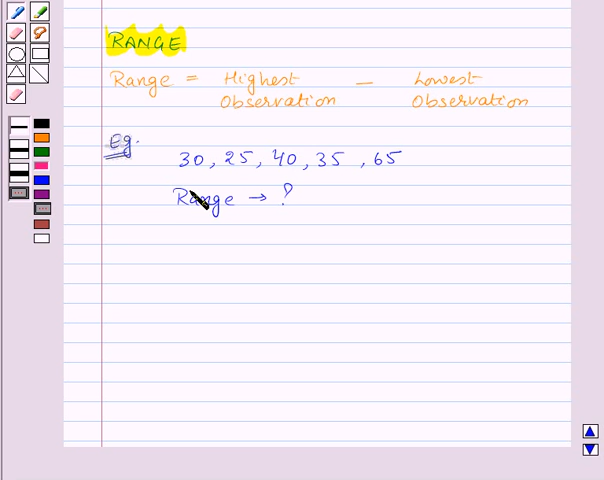 RANGE
Range = Highest Observation — Lowest Observation
Eg.
30, 25, 40, 35, 65
Range → ?